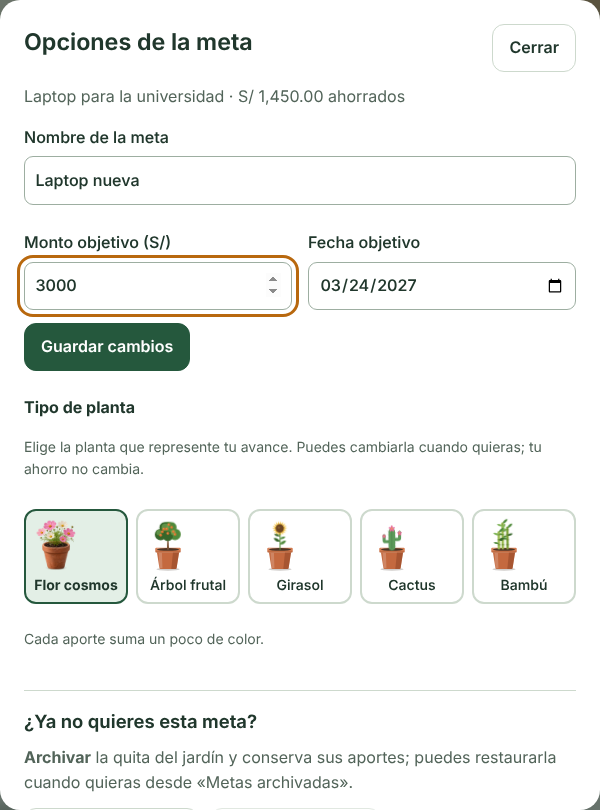 Opciones de la meta
Cerrar
Laptop para la universidad · S/ 1,450.00 ahorrados
Nombre de la meta
Laptop nueva
Monto objetivo (S/)
Fecha objetivo
3000
03/24/2027
Guardar cambios
Tipo de planta
Elige la planta que represente tu avance. Puedes cambiarla cuando quieras; tu
ahorro no cambia.
Flor cosmos
Árbol frutal
Girasol
Cactus
Bambú
Cada aporte suma un poco de color.
¿Ya no quieres esta meta?
Archivar la quita del jardín y conserva sus aportes; puedes restaurarla
cuando quieras desde «Metas archivadas».